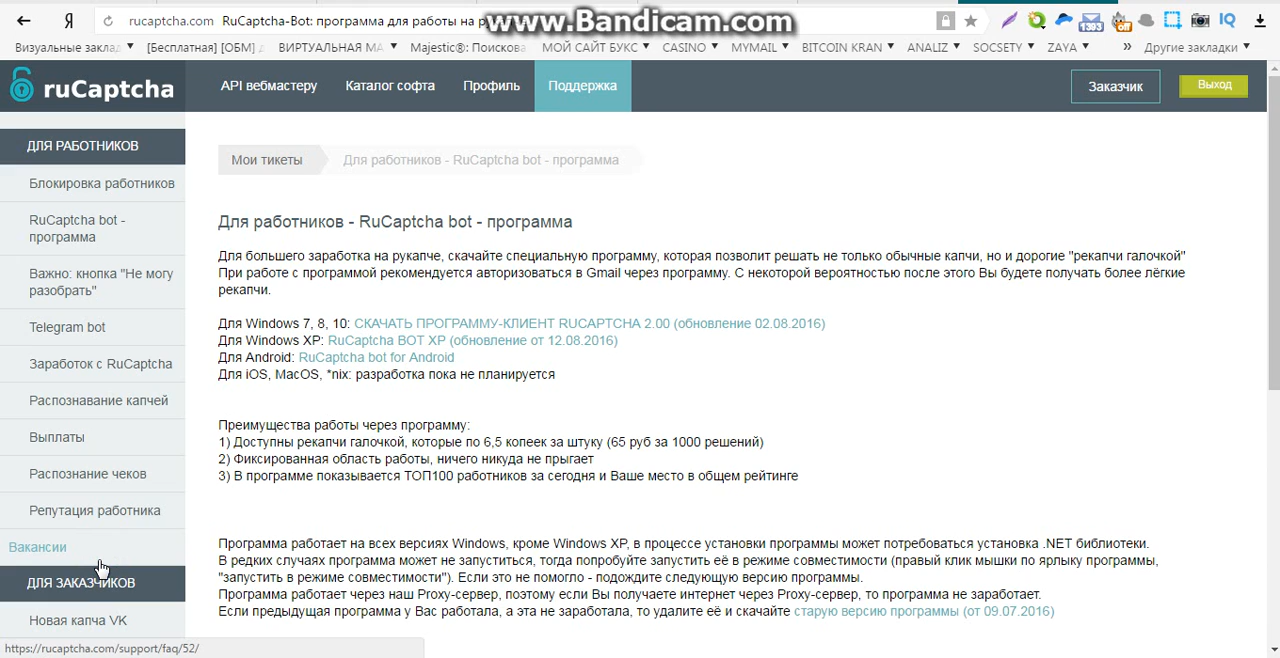 Я rucaptcha.com RuCaptcha-Bot: программа для работы на
www.Bandicam.com
1393 off IQ
Визуальные заклад [Бесплатная] [ОБМ] ВИРТУАЛЬНАЯ МА Majestic®: Поискова МОЙ САЙТ БУКС CASINO MYMAIL BITCOIN KRAN ANALIZ SOCSETY ZAYA » Другие закладки
ruCaptcha API вебмастеру Каталог софта Профиль Поддержка Заказчик Выход
ДЛЯ РАБОТНИКОВ
Блокировка работников
RuCaptcha bot -
программа
Важно: кнопка "Не могу
разобрать"
Telegram bot
Заработок с RuCaptcha
Распознавание капчей
Выплаты
Распознание чеков
Репутация работника
Вакансии
ДЛЯ ЗАКАЗЧИКОВ
Новая капча VK
Мои тикеты Для работников - RuCaptcha bot - программа
Для работников - RuCaptcha bot - программа
Для большего заработка на рукапче, скачайте специальную программу, которая позволит решать не только обычные капчи, но и дорогие "рекапчи галочкой"
При работе с программой рекомендуется авторизоваться в Gmail через программу. С некоторой вероятностью после этого Вы будете получать более лёгкие
рекапчи.
Для Windows 7, 8, 10: СКАЧАТЬ ПРОГРАММУ-КЛИЕНТ RUCAPTCHA 2.00 (обновление 02.08.2016)
Для Windows XP: RuCaptcha BOT XP (обновление от 12.08.2016)
Для Android: RuCaptcha bot for Android
Для iOS, MacOS, *nix: разработка пока не планируется
Преимущества работы через программу:
1) Доступны рекапчи галочкой, которые по 6,5 копеек за штуку (65 руб за 1000 решений)
2) Фиксированная область работы, ничего никуда не прыгает
3) В программе показывается ТОП100 работников за сегодня и Ваше место в общем рейтинге
Программа работает на всех версиях Windows, кроме Windows XP, в процессе установки программы может потребоваться установка .NET библиотеки.
В редких случаях программа может не запуститься, тогда попробуйте запустить её в режиме совместимости (правый клик мышки по ярлыку программы,
"запустить в режиме совместимости"). Если это не помогло - подождите следующую версию программы.
Программа работает через наш Proxy-сервер, поэтому если Вы получаете интернет через Proxy-сервер, то программа не заработает.
Если предыдущая программа у Вас работала, а эта не заработала, то удалите её и скачайте старую версию программы (от 09.07.2016)
https://rucaptcha.com/support/faq/52/